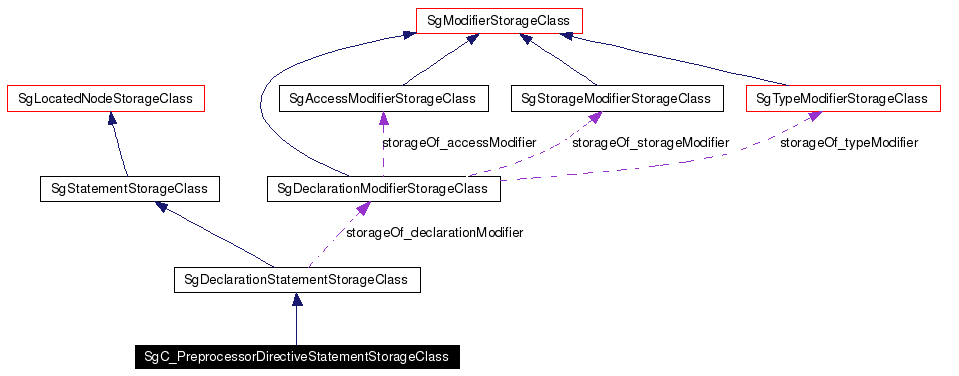 SgModifierStorageClass
SgLocatedNodeStorageClass
SgAccessModifierStorageClass
SgStorageModifierStorageClass
SgTypeModifierStorageClass
storageOf_accessModifier
storageOf_storageModifier
storageOf_typeModifier
SgStatementStorageClass
SgDeclarationModifierStorageClass
storageOf_declarationModifier
SgDeclarationStatementStorageClass
SgC_PreprocessorDirectiveStatementStorageClass